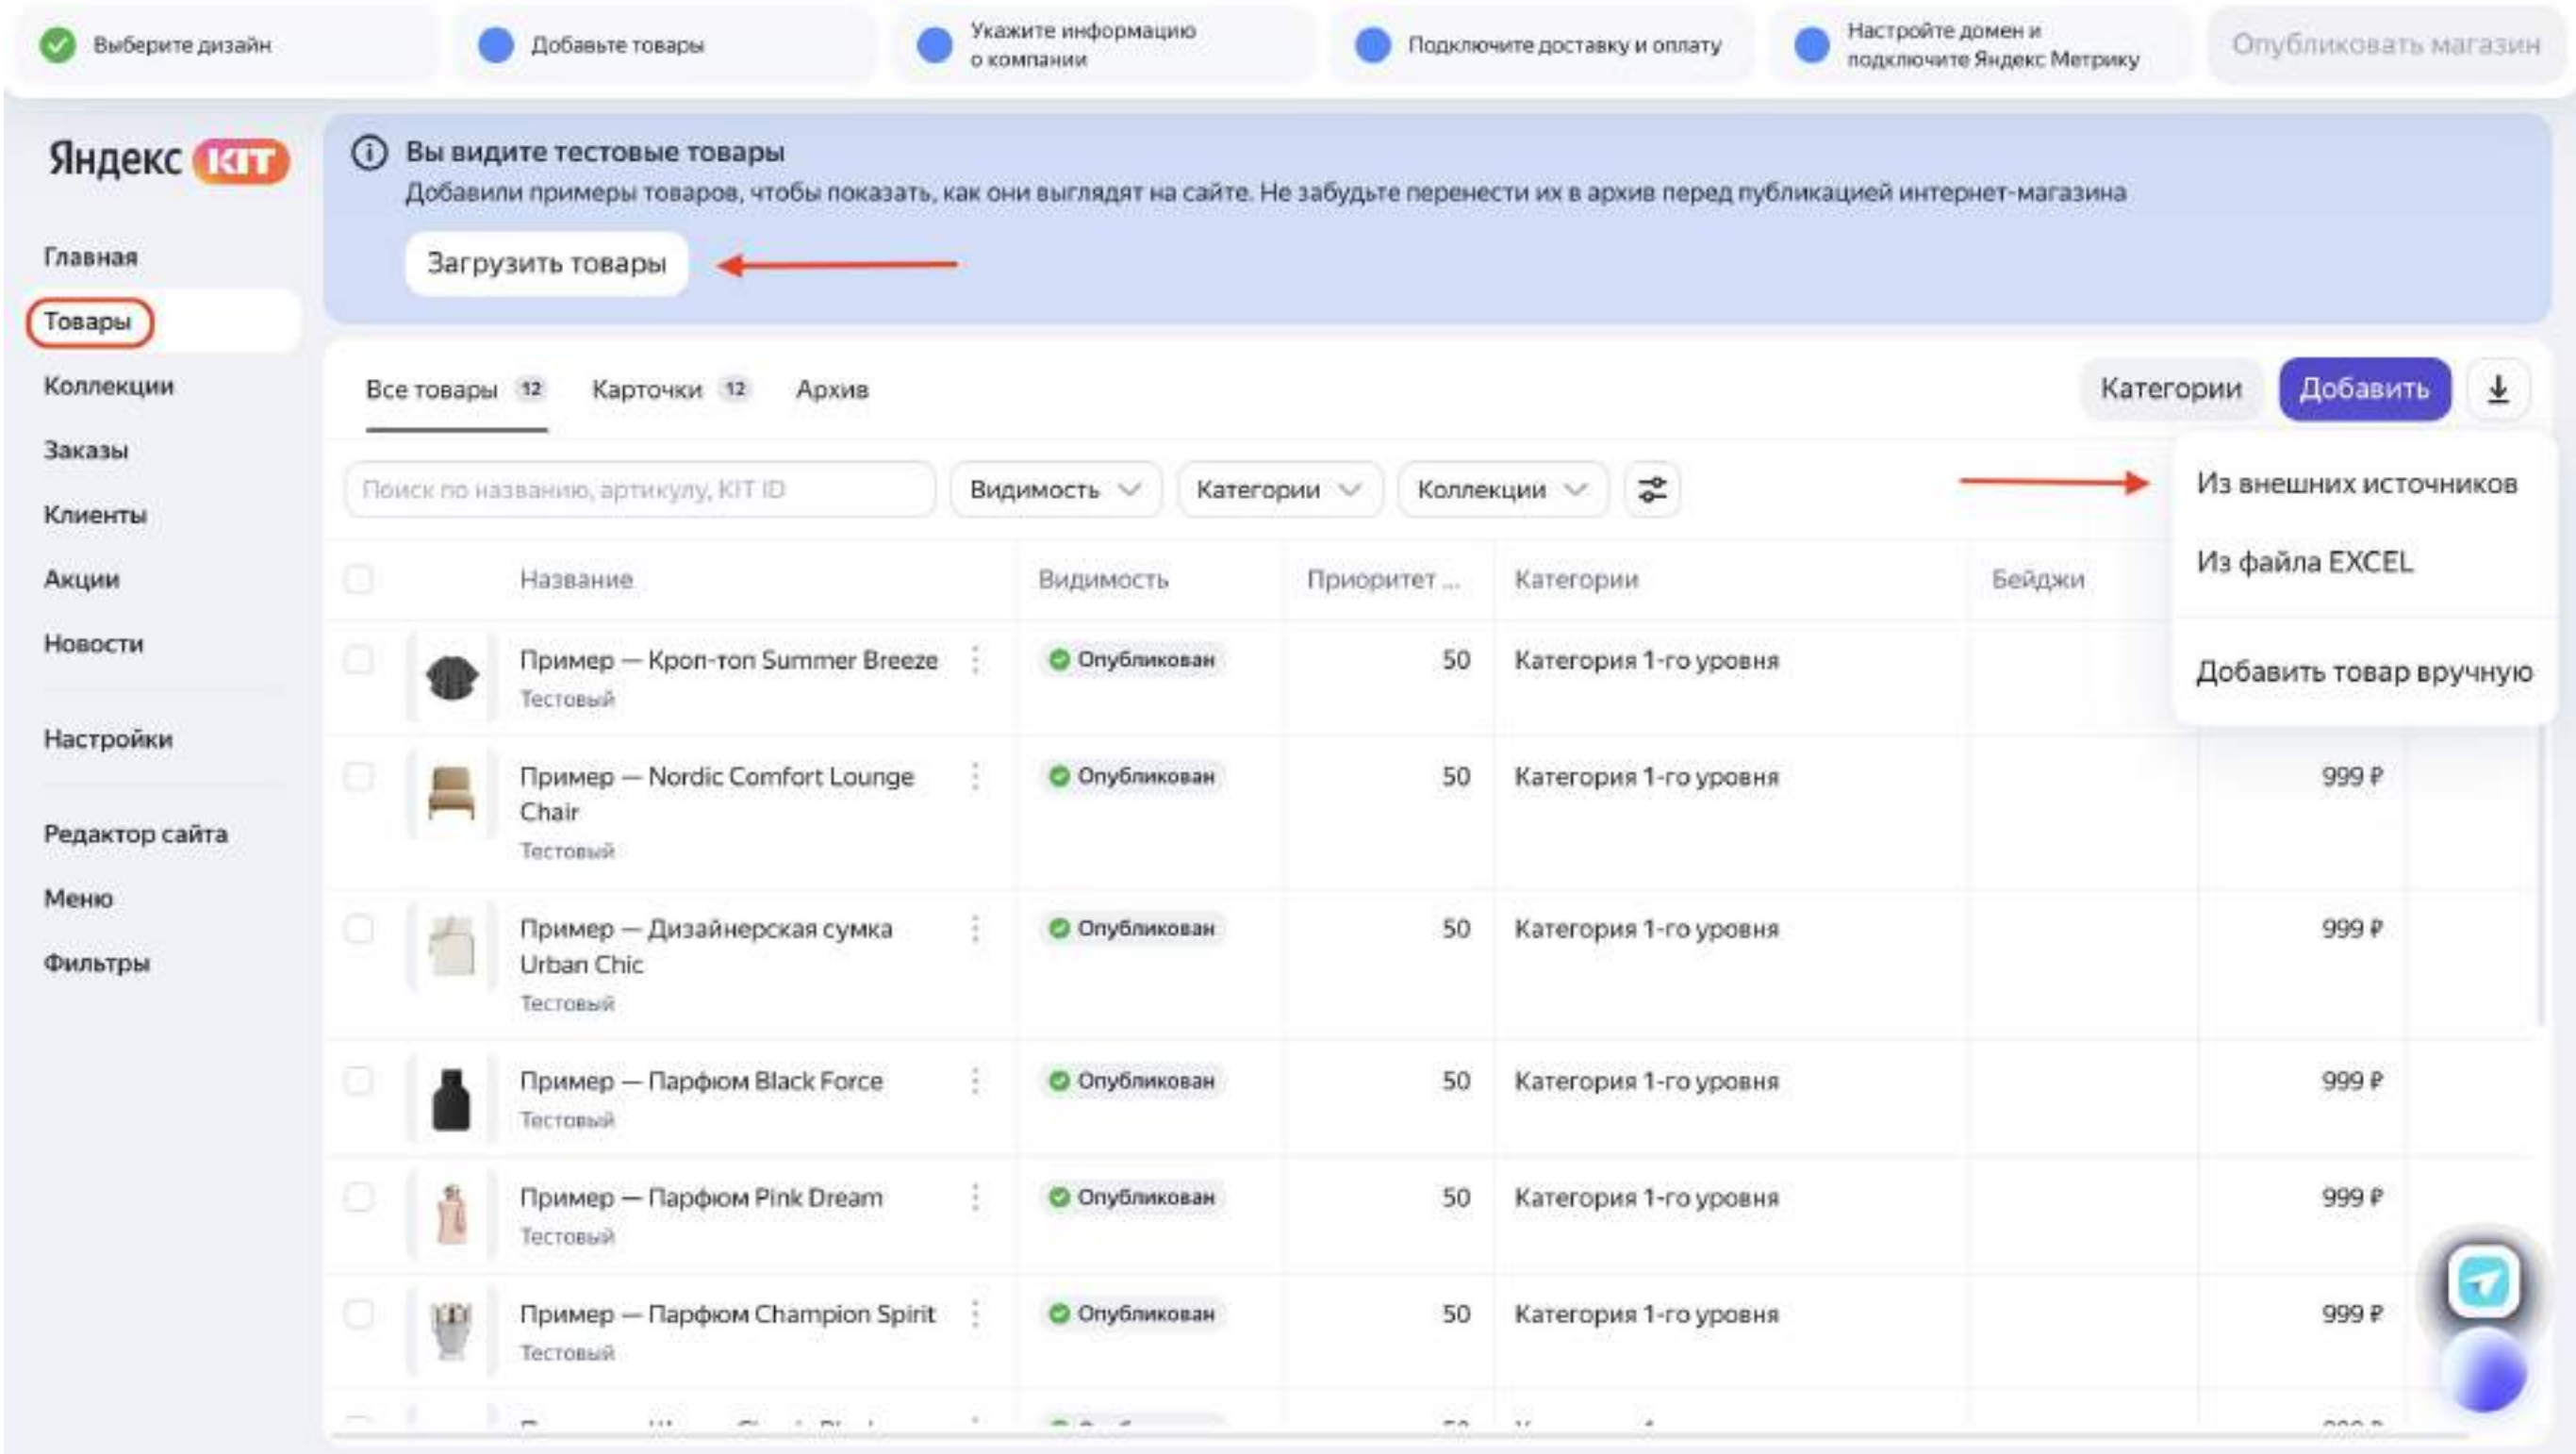 Выберите дизайн
Добавьте товары
Укажите информацию
о компании
Подключите доставку и оплату
Настройте домен и
подключите Яндекс Метрику
Опубликовать магазин
Яндекс KIT
Главная
Товары
Коллекции
Заказы
Клиенты
Акции
Новости
Настройки
Редактор сайта
Меню
Фильтры
Вы видите тестовые товары
Добавили примеры товаров, чтобы показать, как они выглядят на сайте. Не забудьте перенести их в архив перед публикацией интернет-магазина
Загрузить товары
Все товары 12 Карточки 12 Архив
Категории Добавить
Из внешних источников
Из файла EXCEL
Добавить товар вручную
Поиск по названию, артикулу, KIT ID Видимость Категории Коллекции
Название Видимость Приоритет ... Категории Бейджи
Пример — Кроп-топ Summer Breeze Опубликован 50 Категория 1-го уровня
Тестовый
Пример — Nordic Comfort Lounge Опубликован 50 Категория 1-го уровня 999 ₽
Chair
Тестовый
Пример — Дизайнерская сумка Опубликован 50 Категория 1-го уровня 999 ₽
Urban Chic
Тестовый
Пример — Парфюм Black Force Опубликован 50 Категория 1-го уровня 999 ₽
Тестовый
Пример — Парфюм Pink Dream Опубликован 50 Категория 1-го уровня 999 ₽
Тестовый
Пример — Парфюм Champion Spirit Опубликован 50 Категория 1-го уровня 999 ₽
Тестовый